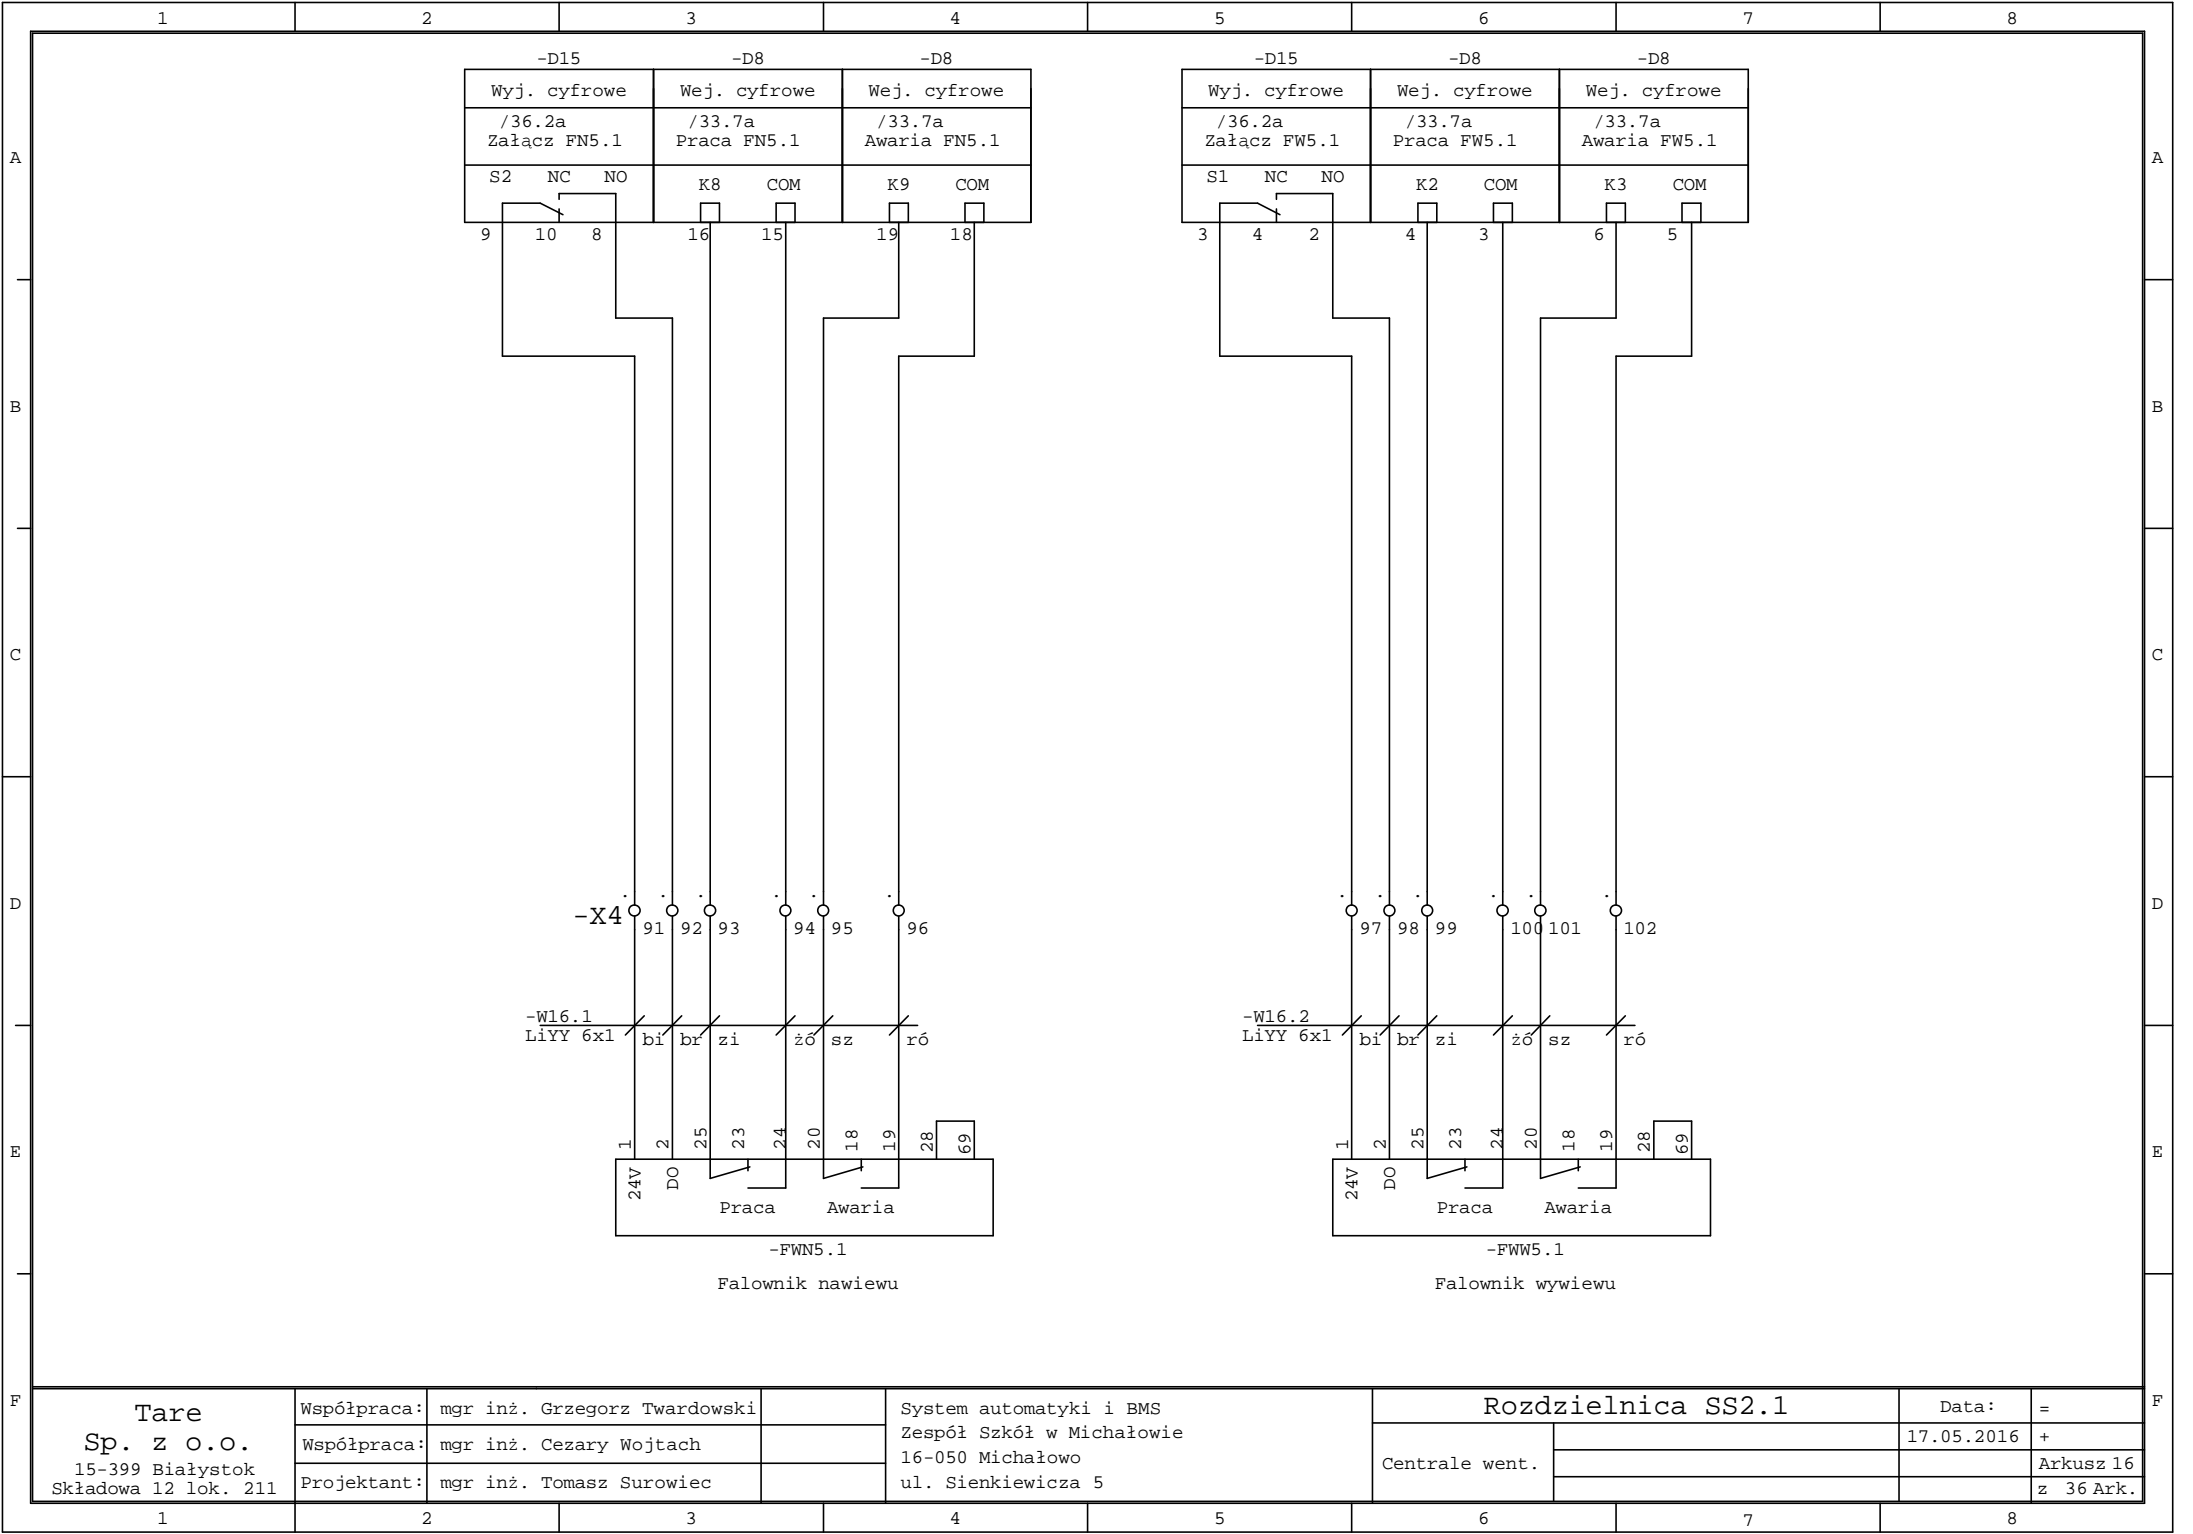 1 2 3 4 5 6 7 8
-D15 -D8 -D8 -D15 -D8 -D8
Wyj. cyfrowe Wej. cyfrowe Wej. cyfrowe Wyj. cyfrowe Wej. cyfrowe Wej. cyfrowe
/36.2a /33.7a /33.7a /36.2a /33.7a /33.7a
Załącz FN5.1 Praca FN5.1 Awaria FN5.1 Załącz FW5.1 Praca FW5.1 Awaria FW5.1
A A
S2 NC NO K8 COM K9 COM S1 NC NO K2 COM K3 COM
9 10 8 16 15 19 18 3 4 2 4 3 6 5
B B
C C
D D
-X4 91 92 93 94 95 96 97 98 99 100 101 102
-W16.1 -W16.2
LiYY 6x1 bi br zi żó sz ró LiYY 6x1 bi br zi żó sz ró
E E
1 2 25 23 24 20 18 19 28 69 1 2 25 23 24 20 18 19 28 69
24V DO 24V DO
Praca Awaria Praca Awaria
-FWN5.1 -FWW5.1
Falownik nawiewu Falownik wywiewu
F F
Tare
Sp. z o.o.
15-399 Białystok
Składowa 12 lok. 211
Współpraca: mgr inż. Grzegorz Twardowski
Współpraca: mgr inż. Cezary Wojtach
Projektant: mgr inż. Tomasz Surowiec
System automatyki i BMS
Zespół Szkół w Michałowie
16-050 Michałowo
ul. Sienkiewicza 5
Rozdzielnica SS2.1
Centrale went.
Data: =
17.05.2016 +
Arkusz 16
z 36 Ark.
1 2 3 4 5 6 7 8